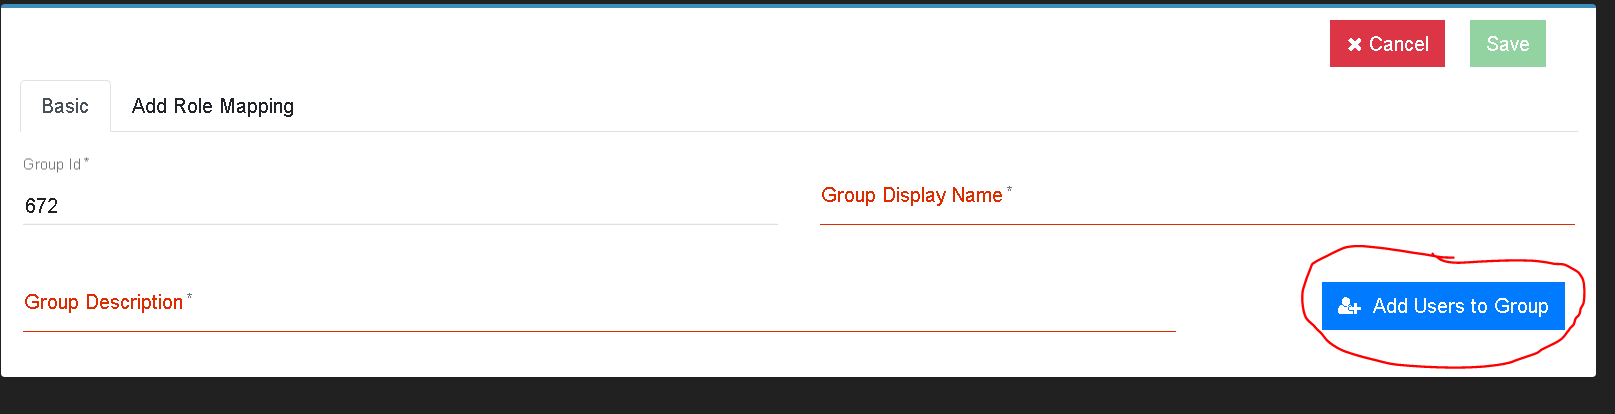 ✖ Cancel Save
Basic Add Role Mapping
Group Id *
672
Group Display Name *
Group Description *
Add Users to Group